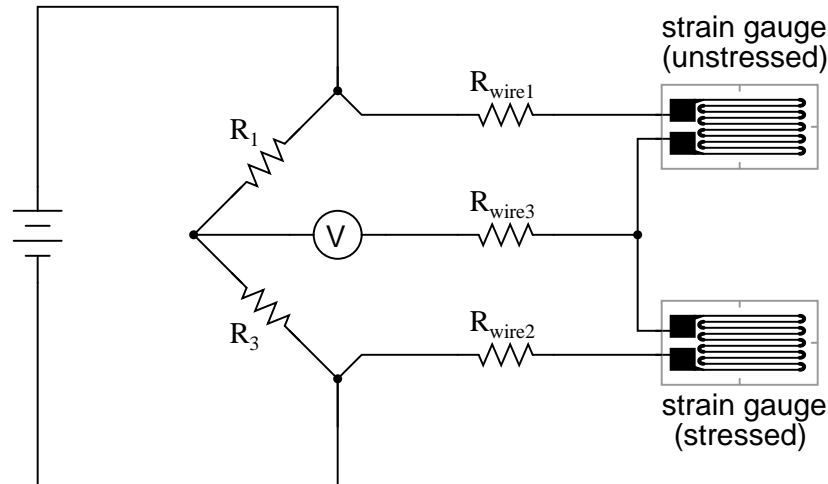 strain gauge
(unstressed)
Rwire1
R1
V
Rwire3
R3
Rwire2
strain gauge
(stressed)